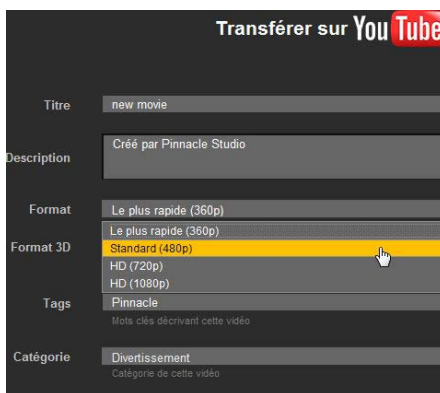 Transférer sur YouTube
Titre new movie
Description Créé par Pinnacle Studio
Format Le plus rapide (360p)
Le plus rapide (360p)
Format 3D Standard (480p)
HD (720p)
HD (1080p)
Tags Pinnacle
Mots clés décrivant cette vidéo
Catégorie Divertissement
Catégorie de cette vidéo